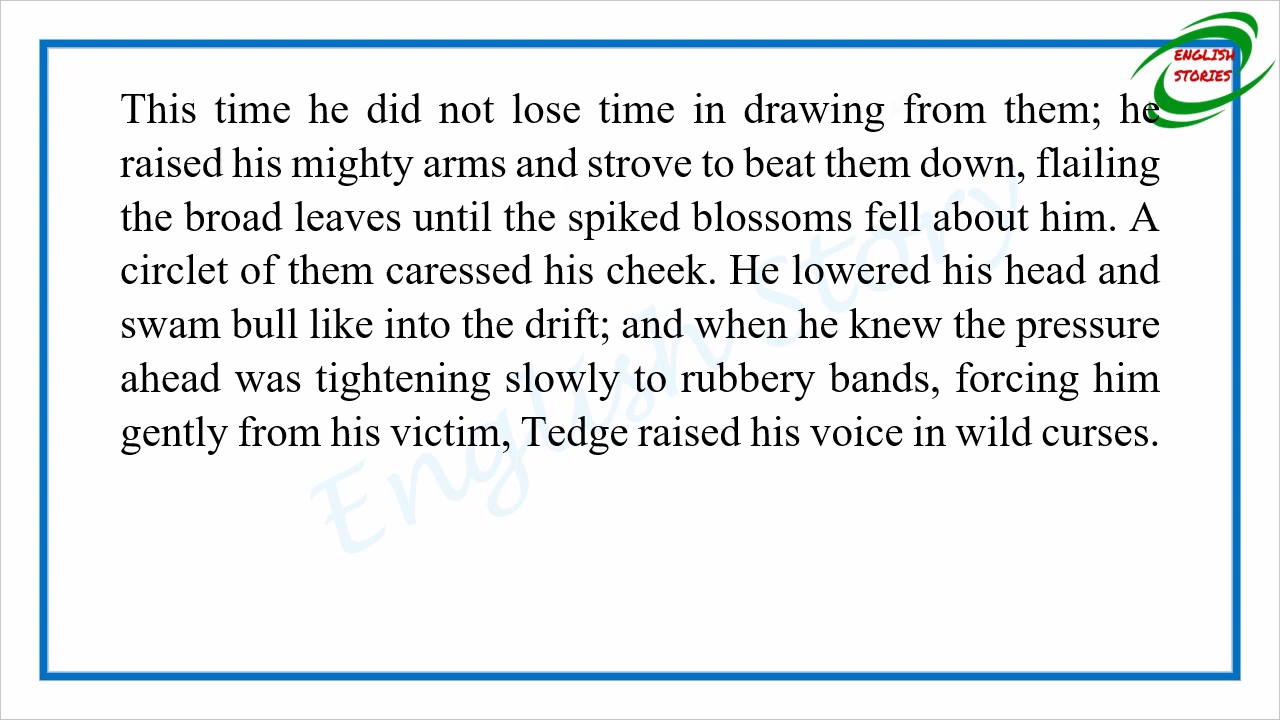 ENGLISH
STORIES
This time he did not lose time in drawing from them; he
raised his mighty arms and strove to beat them down, flailing
the broad leaves until the spiked blossoms fell about him. A
circlet of them caressed his cheek. He lowered his head and
swam bull like into the drift; and when he knew the pressure
ahead was tightening slowly to rubbery bands, forcing him
gently from his victim, Tedge raised his voice in wild curses.
English Story